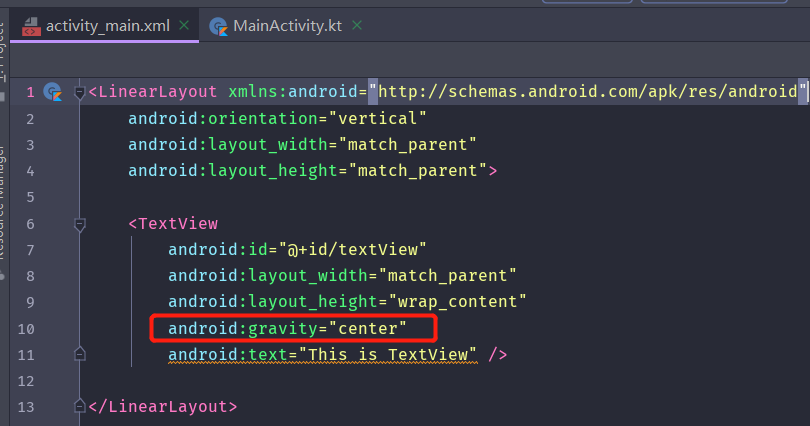 activity_main.xml
MainActivity.kt
Resource Manager
1 <LinearLayout xmlns:android="http://schemas.android.com/apk/res/android"
2 android:orientation="vertical"
3 android:layout_width="match_parent"
4 android:layout_height="match_parent">
5
6 <TextView
7 android:id="@+id/textView"
8 android:layout_width="match_parent"
9 android:layout_height="wrap_content"
10 android:gravity="center"
11 android:text="This is TextView" />
12
13 </LinearLayout>